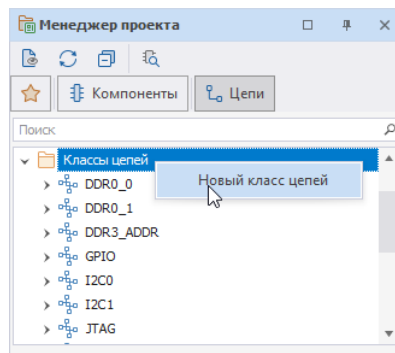 Менеджер проекта
Компоненты
Цепи
Поиск
Классы цепей
Новый класс цепей
DDR0_0
DDR0_1
DDR3_ADDR
GPIO
I2C0
I2C1
JTAG